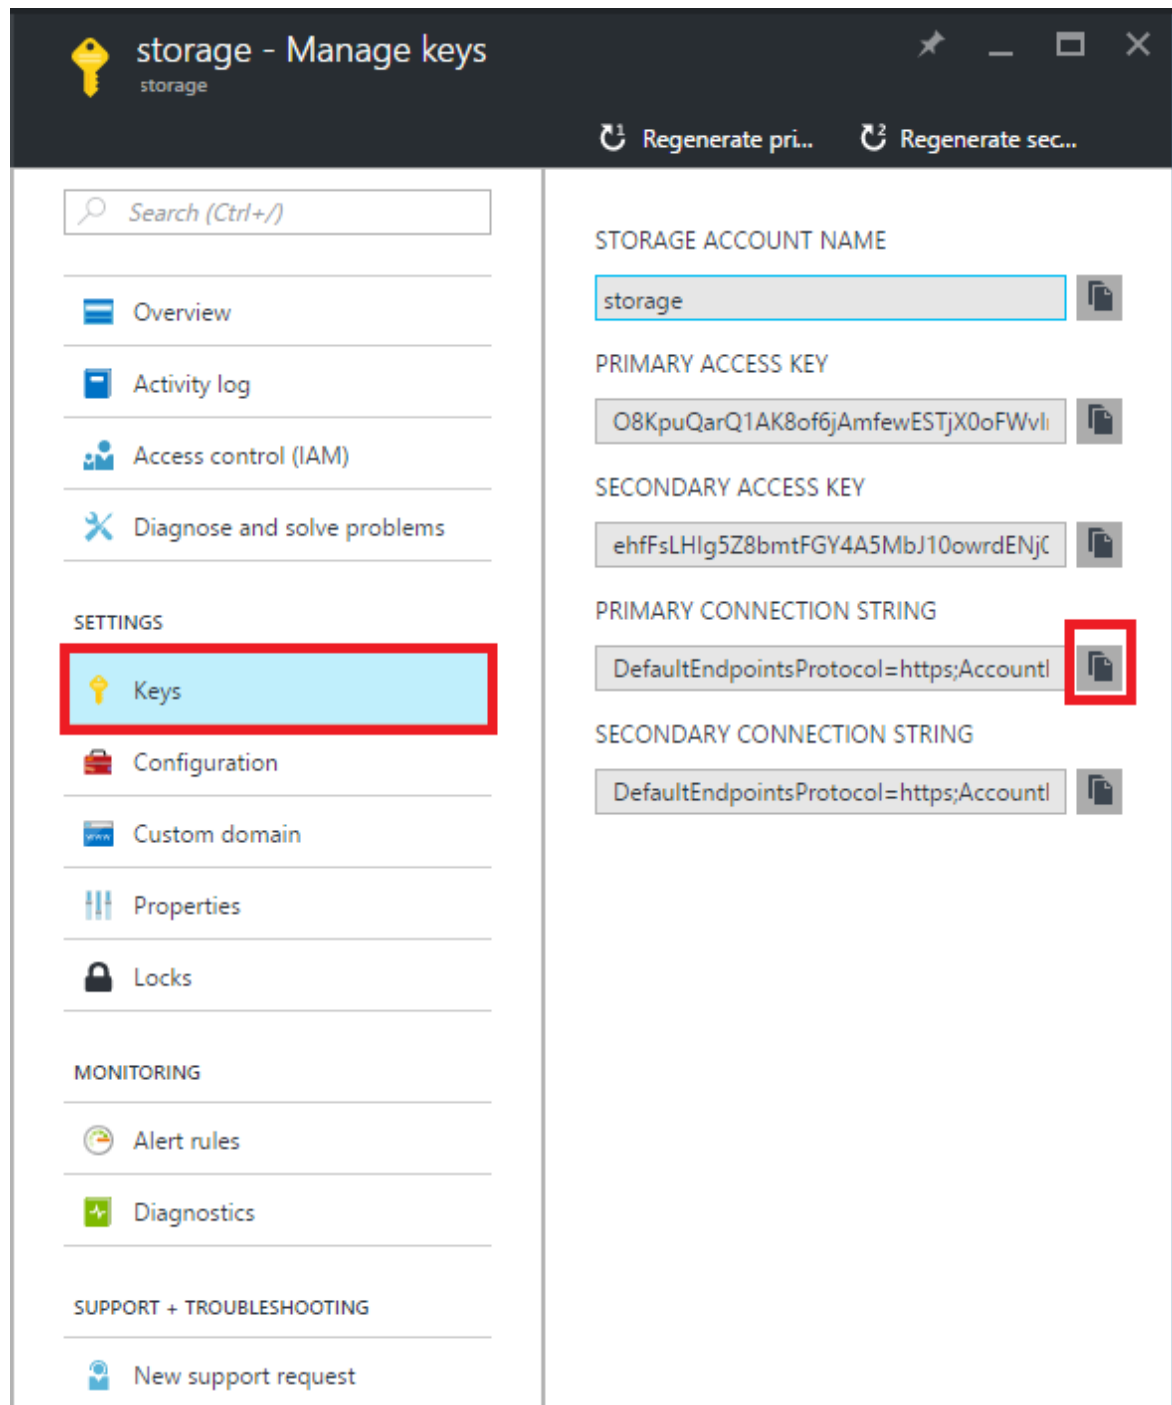 storage - Manage keys
storage
Regenerate pri...
Regenerate sec...
Search (Ctrl+/)
Overview
Activity log
Access control (IAM)
Diagnose and solve problems
SETTINGS
Keys
Configuration
Custom domain
Properties
Locks
MONITORING
Alert rules
Diagnostics
SUPPORT + TROUBLESHOOTING
New support request
STORAGE ACCOUNT NAME
storage
PRIMARY ACCESS KEY
O8KpuQarQ1AK8of6jAmfewESTjX0oFWvI
SECONDARY ACCESS KEY
ehfFsLHIg5Z8bmtFGY4A5MbJ10owrdENj
PRIMARY CONNECTION STRING
DefaultEndpointsProtocol=https;Account
SECONDARY CONNECTION STRING
DefaultEndpointsProtocol=https;Account